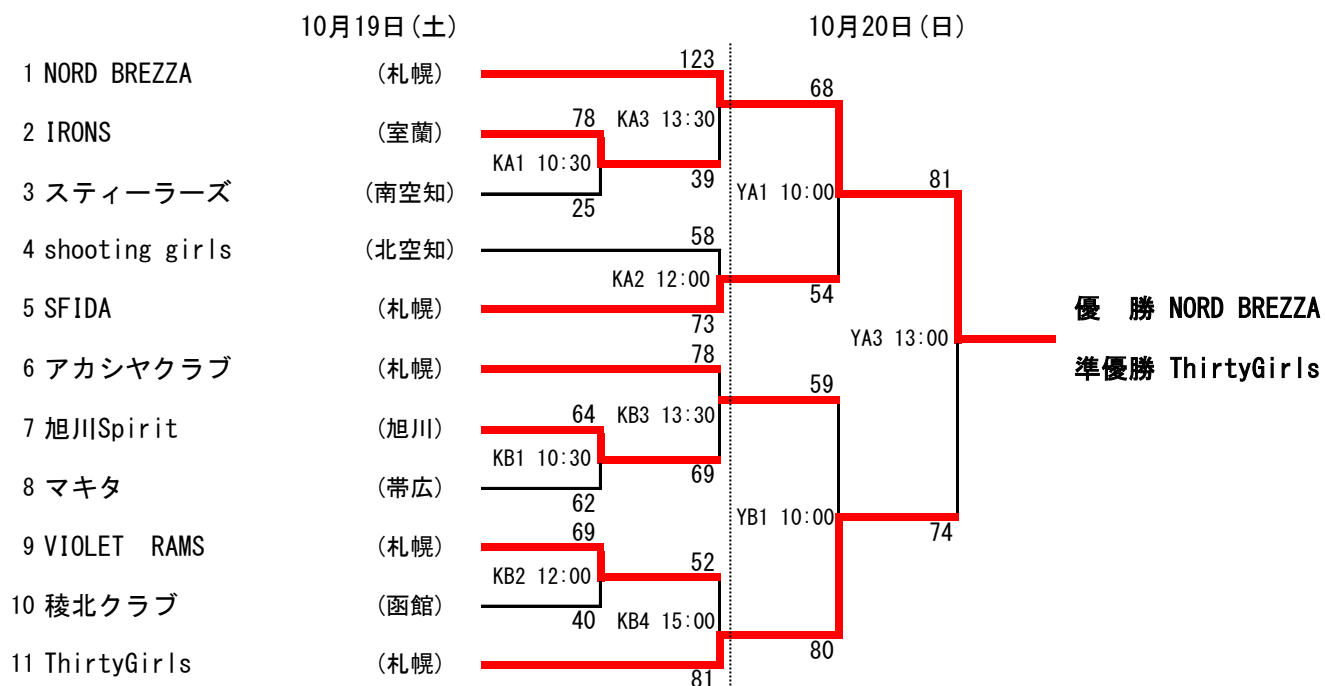 10月19日(土) 10月20日(日)
123
1 NORD BREZZA (札幌)
68
78 KA3 13:30
2 IRONS (室蘭)
KA1 10:30
39 81
3 スティーラーズ (南空知) YA1 10:00
25
58
4 shooting girls (北空知)
KA2 12:00
54
5 SFIDA (札幌) 優 勝 NORD BREZZA
73
YA3 13:00
78
6 アカシヤクラブ (札幌) 準優勝 ThirtyGirls
59
64 KB3 13:30
7 旭川Spirit (旭川)
KB1 10:30
69
8 マキタ (帯広)
62
YB1 10:00
69 74
9 VIOLET RAMS (札幌)
52
KB2 12:00
10 稜北クラブ (函館)
40 KB4 15:00
80
11 ThirtyGirls (札幌)
81